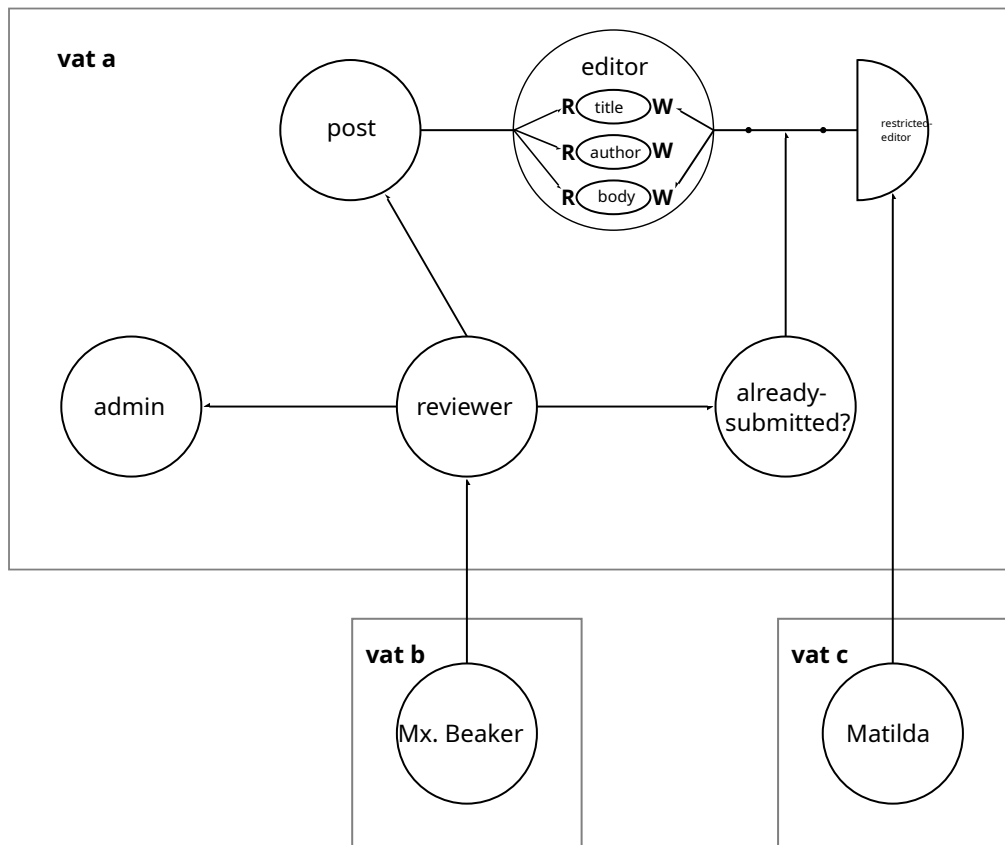 vat a
editor
post
R title W
R author W
R body W
restricted-
editor
admin
reviewer
already-
submitted?
vat b
Mx. Beaker
vat c
Matilda